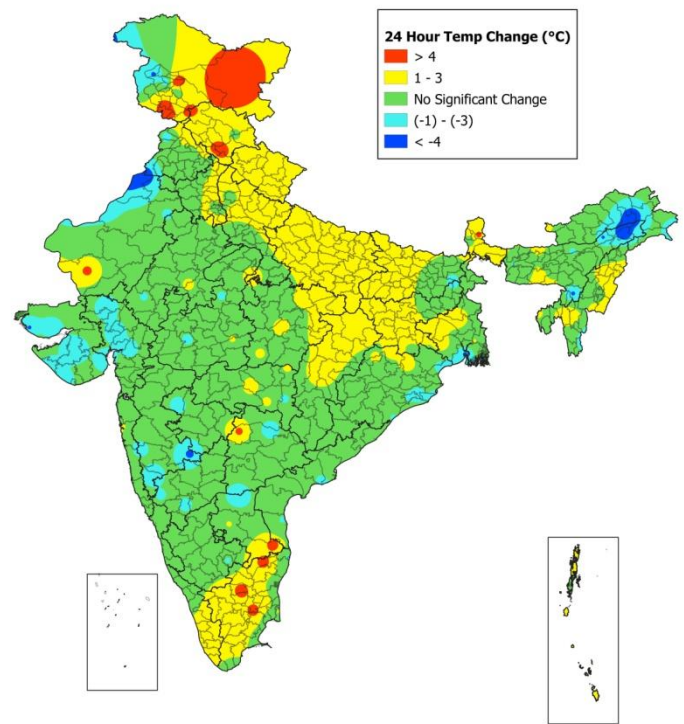 24 Hour Temp Change (°C)
> 4
1 - 3
No Significant Change
(-1) - (-3)
< -4